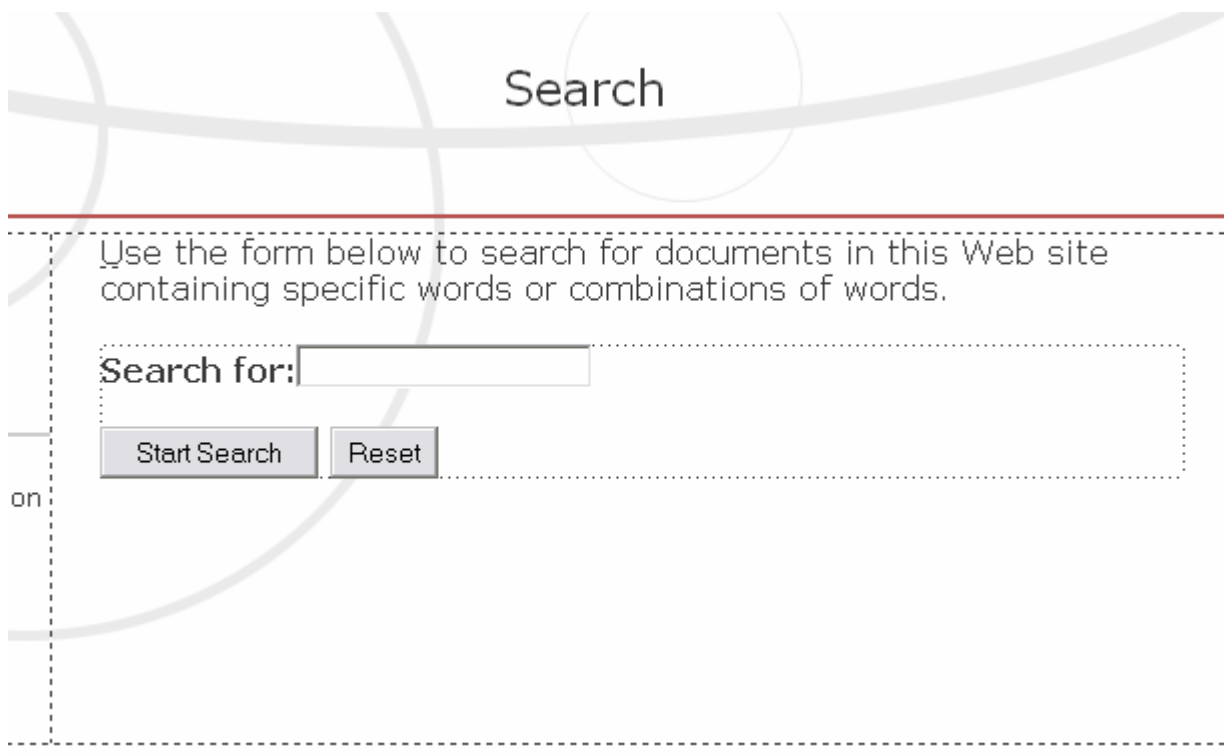 Search
Use the form below to search for documents in this Web site
containing specific words or combinations of words.
Search for:
Start Search Reset
on